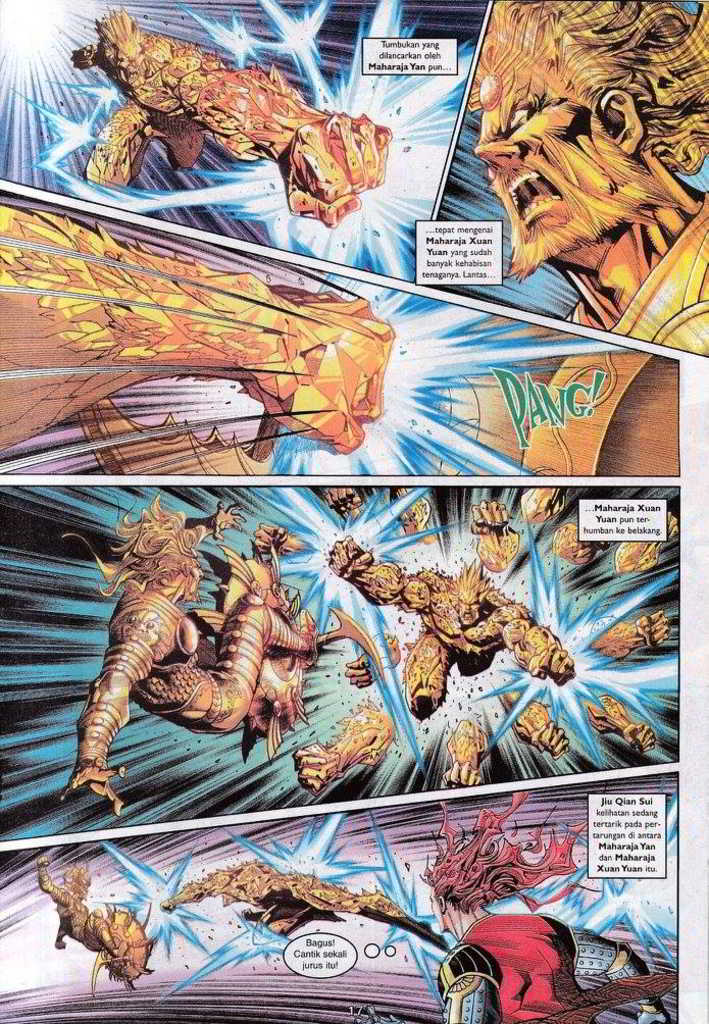 Tumbukan yang
dilancarkan oleh
Maharaja Yan pun...
...tepat mengenai
Maharaja Xuan
Yuan yang sudah
banyak kehabisan
tenaganya. Lantas...
PANG!
...Maharaja Xuan
Yuan pun ter-
humban ke belakang.
Jiu Qian Sui
kelihatan sedang
tertarik pada per-
tarungan di antara
Maharaja Yan
dan Maharaja
Xuan Yuan itu.
Bagus!
Cantik sekali
jurus itu!
17